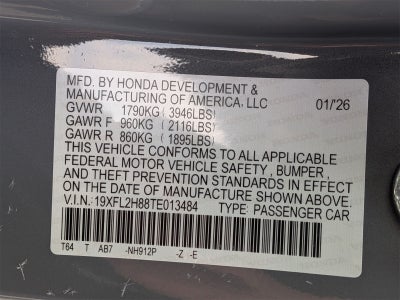 MFD. BY HONDA DEVELOPMENT &
MANUFACTURING OF AMERICA, LLC 01/26
GVWR 1790KG (3946LBS)
GAWR F 960KG (2116LBS)
GAWR R 860KG (1895LBS)
THIS VEHICLE CONFORMS TO ALL APPLICABLE
FEDERAL MOTOR VEHICLE SAFETY, BUMPER,
AND THEFT PREVENTION STANDARDS IN EFFECT
ON THE DATE OF MANUFACTURE SHOWN ABOVE.
V.I.N.: 19XFL2H88TE013484 TYPE: PASSENGER CAR
T64 T AB7 -NH912P -Z -E